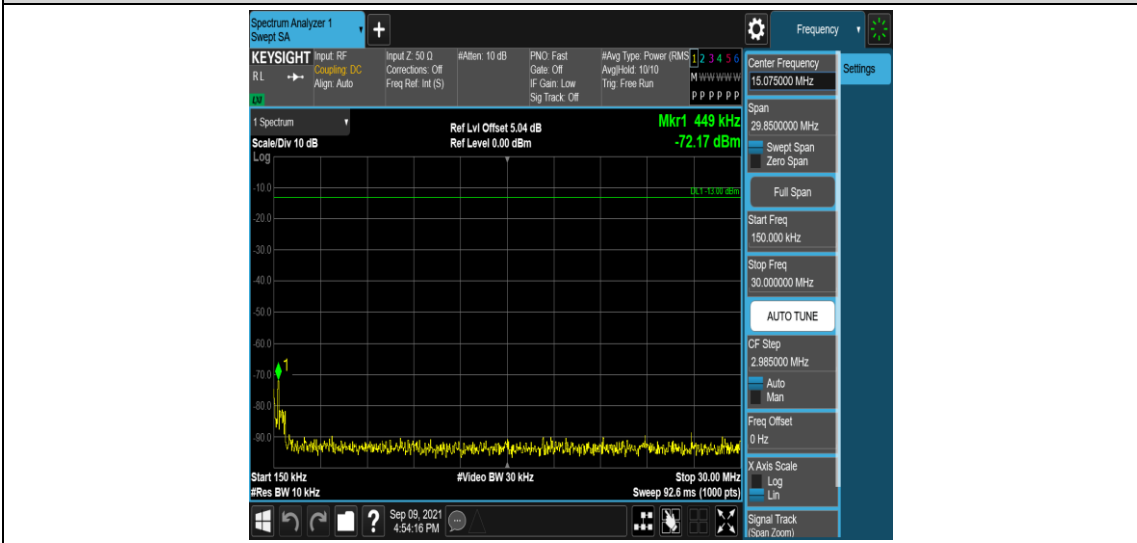 Spectrum Analyzer 1
Swept SA
+
Frequency
KEYSIGHT
RL
LXI
Input: RF
Coupling: DC
Align: Auto
Input Z: 50 Ω
Corrections: Off
Freq Ref: Int (S)
#Atten: 10 dB
PNO: Fast
Gate: Off
IF Gain: Low
Sig Track: Off
#Avg Type: Power (RMS
Avg|Hold: 10/10
Trig: Free Run
1 2 3 4 5 6
M W W W W W
P P P P P P
1 Spectrum
Scale/Div 10 dB
Ref Lvl Offset 5.04 dB
Ref Level 0.00 dBm
Mkr1 449 kHz
-72.17 dBm
Log
-10.0
DL1 -13.00 dBm
-20.0
-30.0
-40.0
-50.0
-60.0
-70.0
1
-80.0
-90.0
Start 150 kHz
#Video BW 30 kHz
Stop 30.00 MHz
#Res BW 10 kHz
Sweep 92.6 ms (1000 pts)
?
Sep 09, 2021
4:54:16 PM
Center Frequency
15.075000 MHz
Settings
Span
29.8500000 MHz
Swept Span
Zero Span
Full Span
Start Freq
150.000 kHz
Stop Freq
30.000000 MHz
AUTO TUNE
CF Step
2.985000 MHz
Auto
Man
Freq Offset
0 Hz
X Axis Scale
Log
Lin
Signal Track
(Span Zoom)